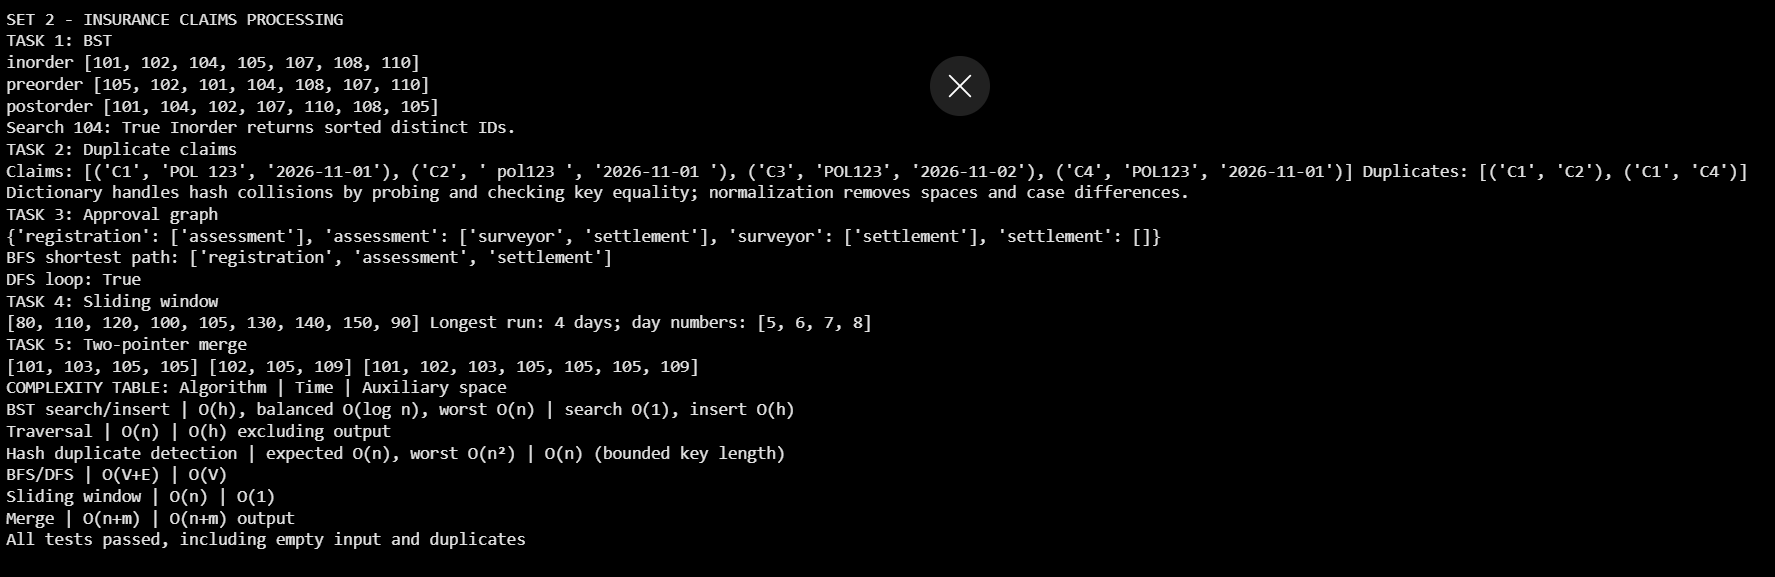 SET 2 - INSURANCE CLAIMS PROCESSING
TASK 1: BST
inorder [101, 102, 104, 105, 107, 108, 110]
preorder [105, 102, 101, 104, 108, 107, 110]
postorder [101, 104, 102, 107, 110, 108, 105]
Search 104: True Inorder returns sorted distinct IDs.
TASK 2: Duplicate claims
Claims: [('C1', 'POL 123', '2026-11-01'), ('C2', ' pol123 ', '2026-11-01 '), ('C3', 'POL123', '2026-11-02'), ('C4', 'POL123', '2026-11-01')] Duplicates: [('C1', 'C2'), ('C1', 'C4')]
Dictionary handles hash collisions by probing and checking key equality; normalization removes spaces and case differences.
TASK 3: Approval graph
{'registration': ['assessment'], 'assessment': ['surveyor', 'settlement'], 'surveyor': ['settlement'], 'settlement': []}
BFS shortest path: ['registration', 'assessment', 'settlement']
DFS loop: True
TASK 4: Sliding window
[80, 110, 120, 100, 105, 130, 140, 150, 90] Longest run: 4 days; day numbers: [5, 6, 7, 8]
TASK 5: Two-pointer merge
[101, 103, 105, 105] [102, 105, 109] [101, 102, 103, 105, 105, 105, 109]
COMPLEXITY TABLE: Algorithm | Time | Auxiliary space
BST search/insert | O(h), balanced O(log n), worst O(n) | search O(1), insert O(h)
Traversal | O(n) | O(h) excluding output
Hash duplicate detection | expected O(n), worst O(n²) | O(n) (bounded key length)
BFS/DFS | O(V+E) | O(V)
Sliding window | O(n) | O(1)
Merge | O(n+m) | O(n+m) output
All tests passed, including empty input and duplicates